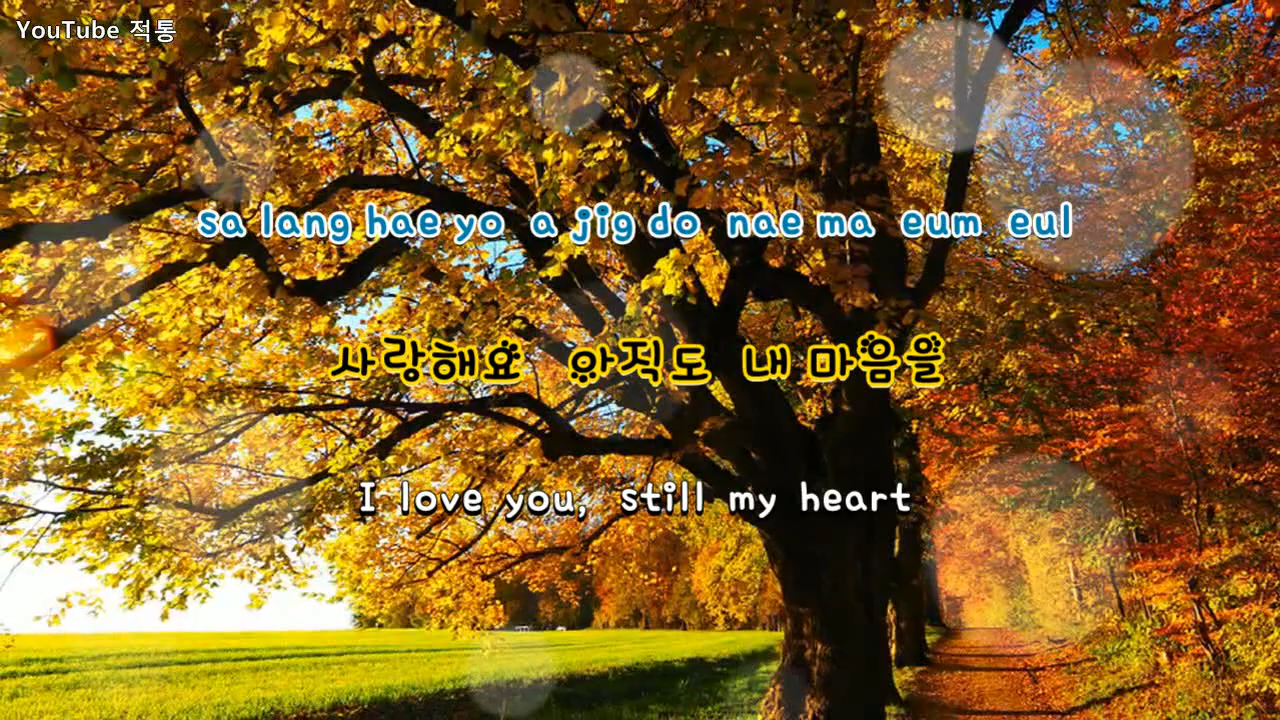 YouTube 적통
sa lang hae yo a jig do nae ma eum eul
사랑해요 아직도 내 마음을
I love you, still my heart